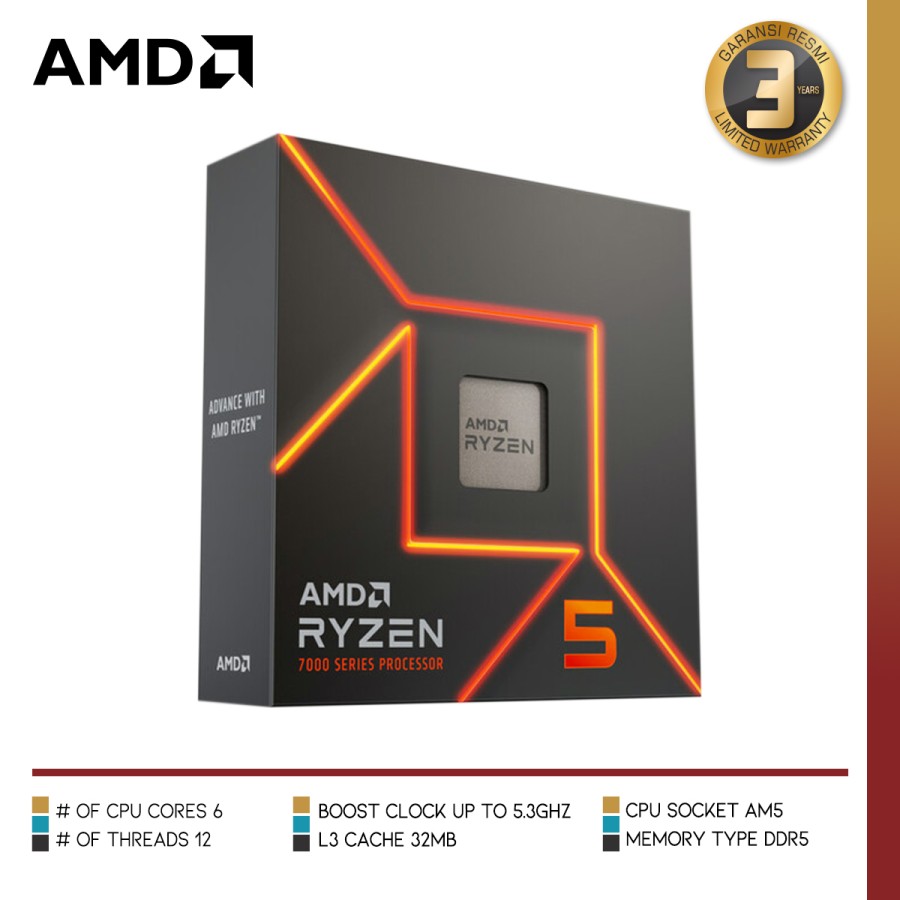 AMD
GARANSI RESMI
3 YEARS
LIMITED WARRANTY
ADVANCE WITH
AMD RYZEN™
AMD
AMD
RYZEN
AMD
RYZEN
7000 SERIES PROCESSOR
5
# OF CPU CORES 6
# OF THREADS 12
BOOST CLOCK UP TO 5.3GHZ
L3 CACHE 32MB
CPU SOCKET AM5
MEMORY TYPE DDR5